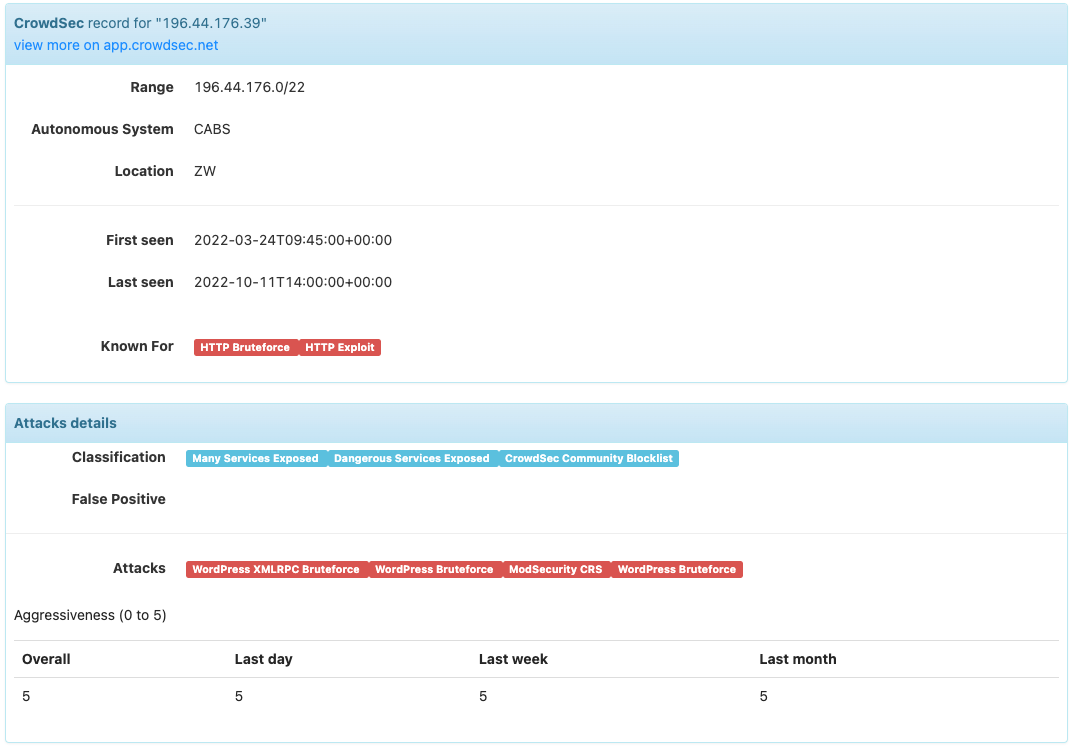 CrowdSec record for "196.44.176.39"
view more on app.crowdsec.net
Range 196.44.176.0/22
Autonomous System CABS
Location ZW
First seen 2022-03-24T09:45:00+00:00
Last seen 2022-10-11T14:00:00+00:00
Known For HTTP Bruteforce HTTP Exploit
Attacks details
Classification Many Services Exposed Dangerous Services Exposed CrowdSec Community Blocklist
False Positive
Attacks WordPress XMLRPC Bruteforce WordPress Bruteforce ModSecurity CRS WordPress Bruteforce
Aggressiveness (0 to 5)
Overall Last day Last week Last month
5 5 5 5